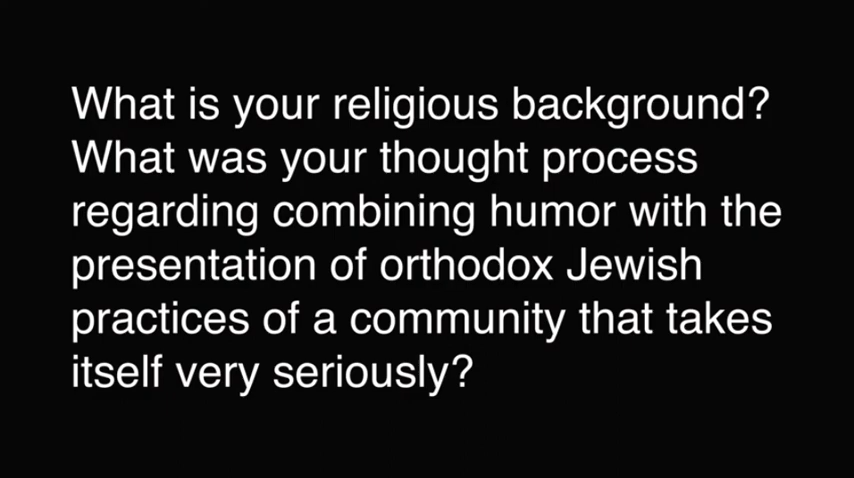 What is your religious background?
What was your thought process
regarding combining humor with the
presentation of orthodox Jewish
practices of a community that takes
itself very seriously?